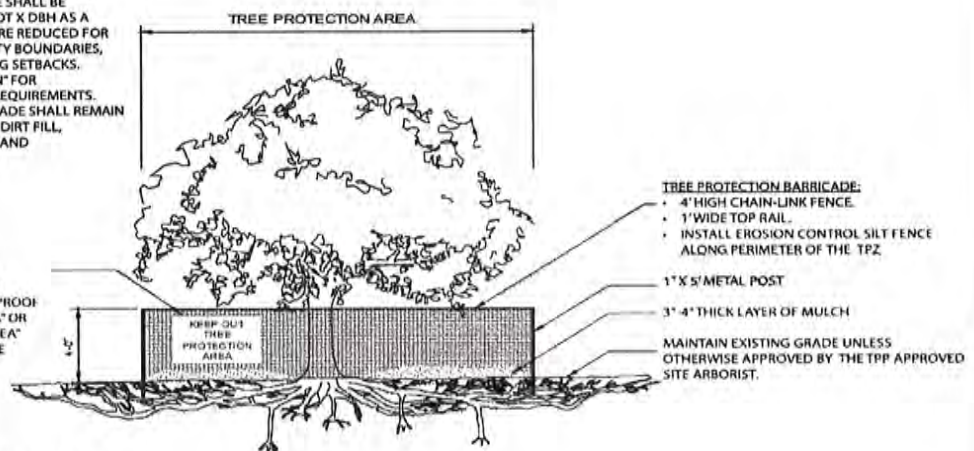 E SHALL BE
OT X DBH AS A
RE REDUCED FOR
TY BOUNDARIES,
G SETBACKS.
N" FOR
EQUIREMENTS.
ADE SHALL REMAIN
DIRT FILL,
AND
TREE PROTECTION AREA
PROOF
" OR
EA"
E
KEEP OUT
TREE
PROTECTION
AREA
TREE PROTECTION BARRICADE:
• 4' HIGH CHAIN-LINK FENCE.
• 1" WIDE TOP RAIL.
• INSTALL EROSION CONTROL SILT FENCE
ALONG PERIMETER OF THE TPZ
1" X 5' METAL POST
3"-4" THICK LAYER OF MULCH
MAINTAIN EXISTING GRADE UNLESS
OTHERWISE APPROVED BY THE TPP APPROVED
SITE ARBORIST.